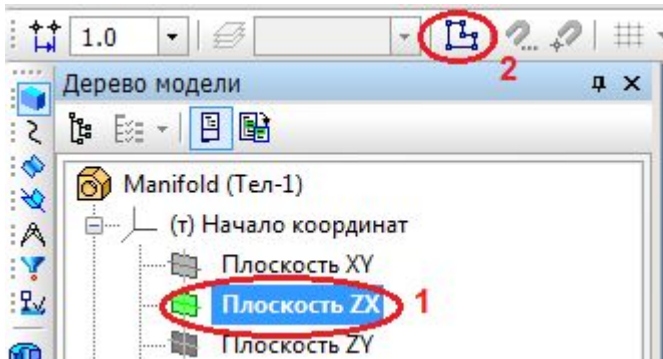 1.0
2
Дерево модели
Manifold (Тел-1)
(т) Начало координат
Плоскость XY
Плоскость ZX 1
Плоскость ZY